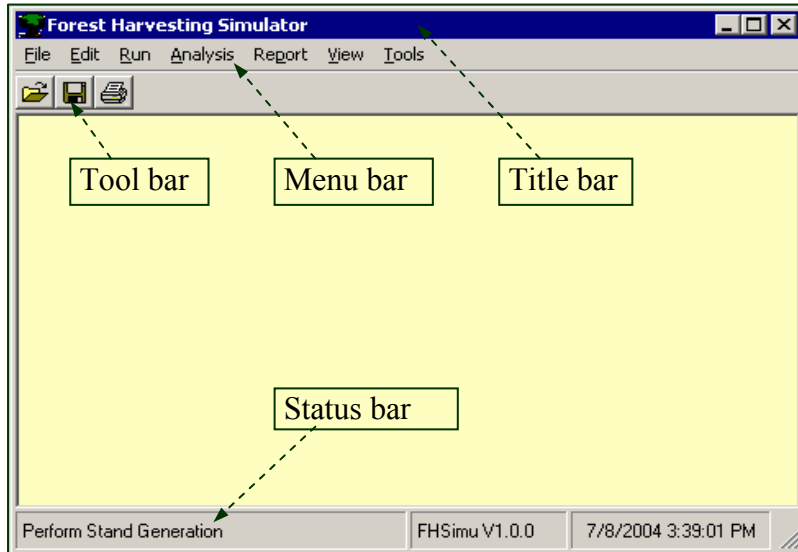 Forest Harvesting Simulator
File Edit Run Analysis Report View Tools
Tool bar Menu bar Title bar
Status bar
Perform Stand Generation FHSimu V1.0.0 7/8/2004 3:39:01 PM